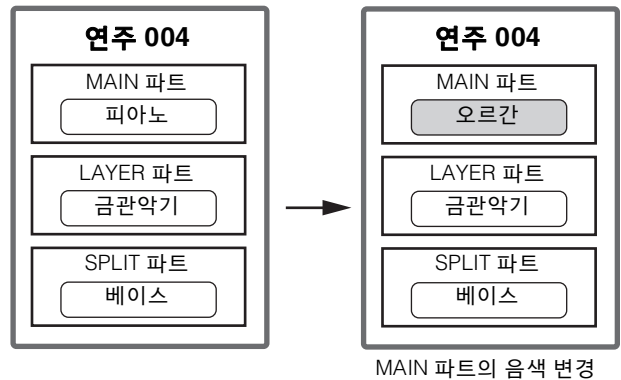 연주 004
MAIN 파트
피아노
LAYER 파트
금관악기
SPLIT 파트
베이스
연주 004
MAIN 파트
오르간
LAYER 파트
금관악기
SPLIT 파트
베이스
MAIN 파트의 음색 변경